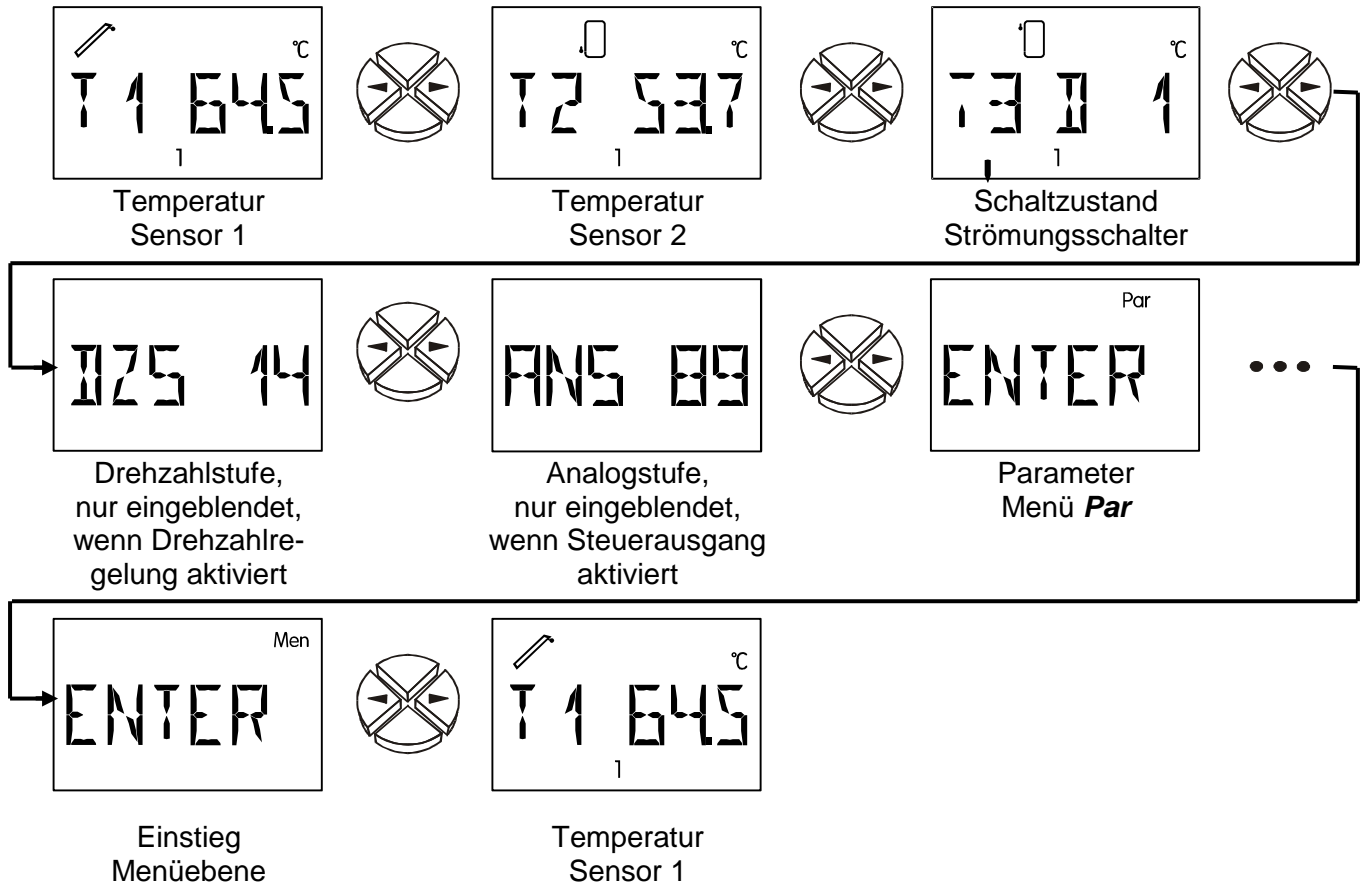 °C
T1 64.5
1
Temperatur
Sensor 1
°C
T2 53.7
1
Temperatur
Sensor 2
°C
T3 D 1
1
Schaltzustand
Strömungsschalter
DZS 14
Drehzahlstufe,
nur eingeblendet,
wenn Drehzahlre-
gelung aktiviert
ANS 89
Analogstufe,
nur eingeblendet,
wenn Steuerausgang
aktiviert
Par
ENTER
Parameter
Menü Par
•••
Men
ENTER
Einstieg
Menüebene
°C
T1 64.5
1
Temperatur
Sensor 1